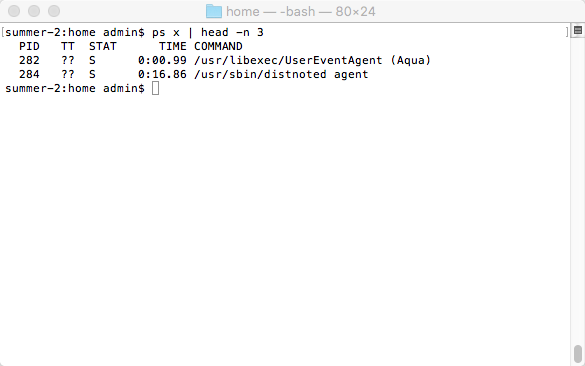 home — -bash — 80×24
[summer-2:home admin$ ps x | head -n 3 ]
  PID   TT  STAT      TIME COMMAND
  282   ??  S      0:00.99 /usr/libexec/UserEventAgent (Aqua)
  284   ??  S      0:16.86 /usr/sbin/distnoted agent
summer-2:home admin$